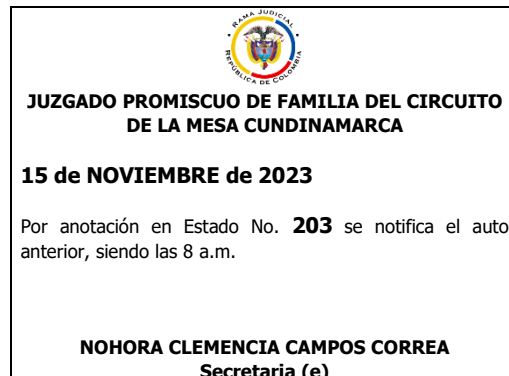 RAMA JUDICIAL
REPÚBLICA DE COLOMBIA
JUZGADO PROMISCUO DE FAMILIA DEL CIRCUITO
DE LA MESA CUNDINAMARCA
15 de NOVIEMBRE de 2023
Por anotación en Estado No. 203 se notifica el auto
anterior, siendo las 8 a.m.
NOHORA CLEMENCIA CAMPOS CORREA
Secretaria (e)